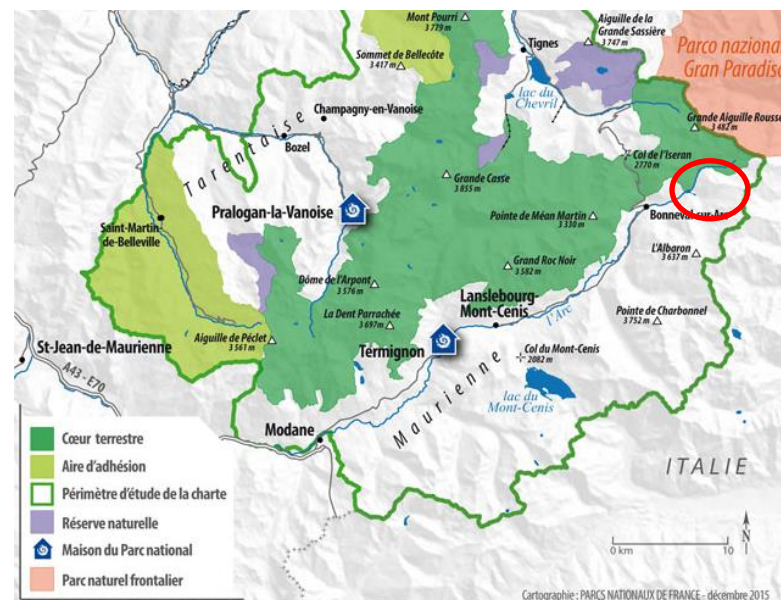 Mont Pourri
3 779 m
Aiguille de la
Grande Sassière
3 747 m
Parco naziona
Gran Paradis
Tignes
Sommet de Bellecôte
3 417 m
lac du
Chevril
Champagny-en-Vanoise
Grande Aiguille Rousse
3 482 m
Tarentaise
Bozel
Col de l'Iseran
2770 m
Grande Casse
3 855 m
Pralogan-la-Vanoise
Pointe de Méan Martin
3 330 m
Bonneval-sur-Arc
Saint-Martin
de-Belleville
L'Albaron
3 637 m
Grand Roc Noir
3 582 m
Dôme de l'Arpont
3 576 m
Lanslebourg-
Mont-Cenis
l'Arc
La Dent Parrachée
3 697m
Pointe de Charbonnel
3 752 m
Aiguille de Péclet
3 561 m
St-Jean-de-Maurienne
Termignon
Col du Mont-Cenis
2082 m
A43 - E70
Maurienne
lac du
Mont-Cenis
Modane
Cœur terrestre
Aire d'adhésion
Périmètre d'étude de la charte
Réserve naturelle
Maison du Parc national
Parc naturel frontalier
ITALIE
N
0 km 10
Cartographie : PARCS NATIONAUX DE FRANCE - décembre 2015